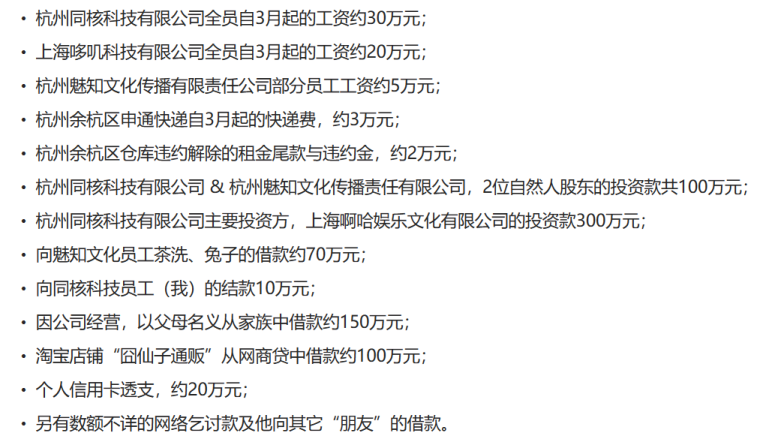 • 杭州同核科技有限公司全员自3月起的工资约30万元；
• 上海哆叽科技有限公司全员自3月起的工资约20万元；
• 杭州魅知文化传播有限责任公司部分员工工资约5万元；
• 杭州余杭区申通快递自3月起的快递费，约3万元；
• 杭州余杭区仓库违约解除的租金尾款与违约金，约2万元；
• 杭州同核科技有限公司 & 杭州魅知文化传播责任有限公司，2位自然人股东的投资款共100万元；
• 杭州同核科技有限公司主要投资方，上海啊哈娱乐文化有限公司的投资款300万元；
• 向魅知文化员工茶洗、兔子的借款约70万元；
• 向同核科技员工（我）的结款10万元；
• 因公司经营，以父母名义从家族中借款约150万元；
• 淘宝店铺“囧仙子通贩”从网商贷中借款约100万元；
• 个人信用卡透支，约20万元；
• 另有数额不详的网络乞讨款及他向其它“朋友”的借款。